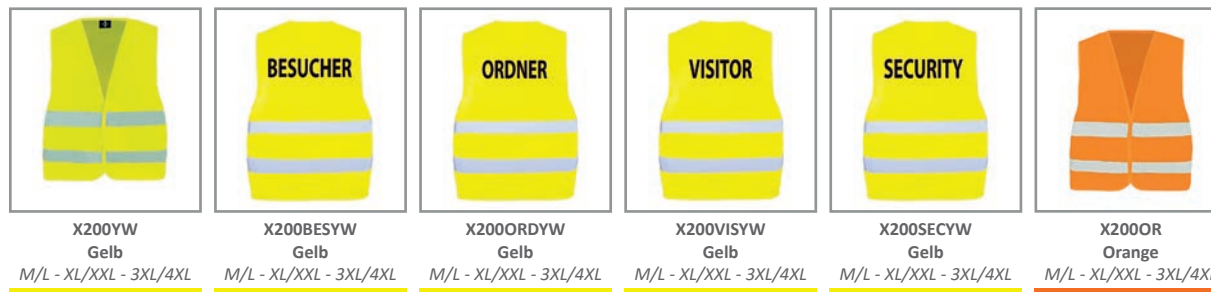 BESUCHER
ORDNER
VISITOR
SECURITY
X200YW
Gelb
M/L - XL/XXL - 3XL/4XL
X200BESYW
Gelb
M/L - XL/XXL - 3XL/4XL
X200ORDYW
Gelb
M/L - XL/XXL - 3XL/4XL
X200VISYW
Gelb
M/L - XL/XXL - 3XL/4XL
X200SECYW
Gelb
M/L - XL/XXL - 3XL/4XL
X200OR
Orange
M/L - XL/XXL - 3XL/4XL